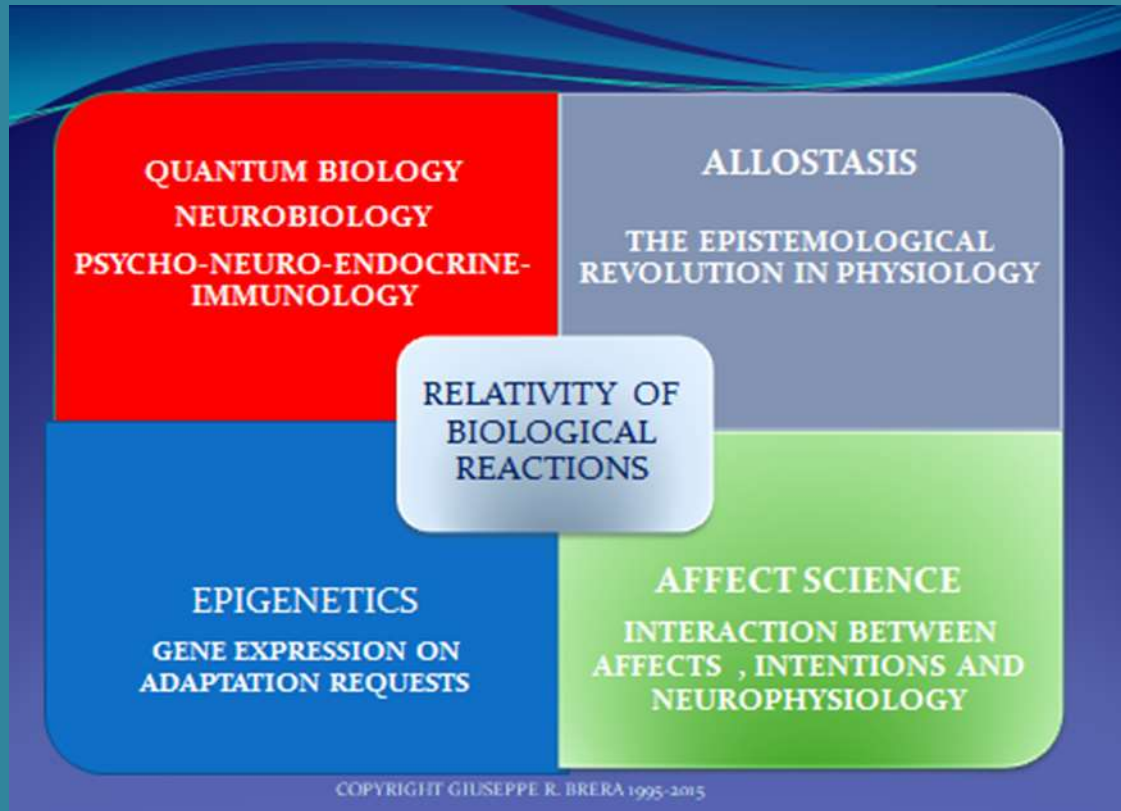 QUANTUM BIOLOGY
NEUROBIOLOGY
PSYCHO-NEURO-ENDOCRINE-
IMMUNOLOGY
ALLOSTASIS
THE EPISTEMOLOGICAL
REVOLUTION IN PHYSIOLOGY
RELATIVITY OF
BIOLOGICAL
REACTIONS
EPIGENETICS
GENE EXPRESSION ON
ADAPTATION REQUESTS
AFFECT SCIENCE
INTERACTION BETWEEN
AFFECTS , INTENTIONS AND
NEUROPHYSIOLOGY
COPYRIGHT GIUSEPPE R. BRERA 1995-2015